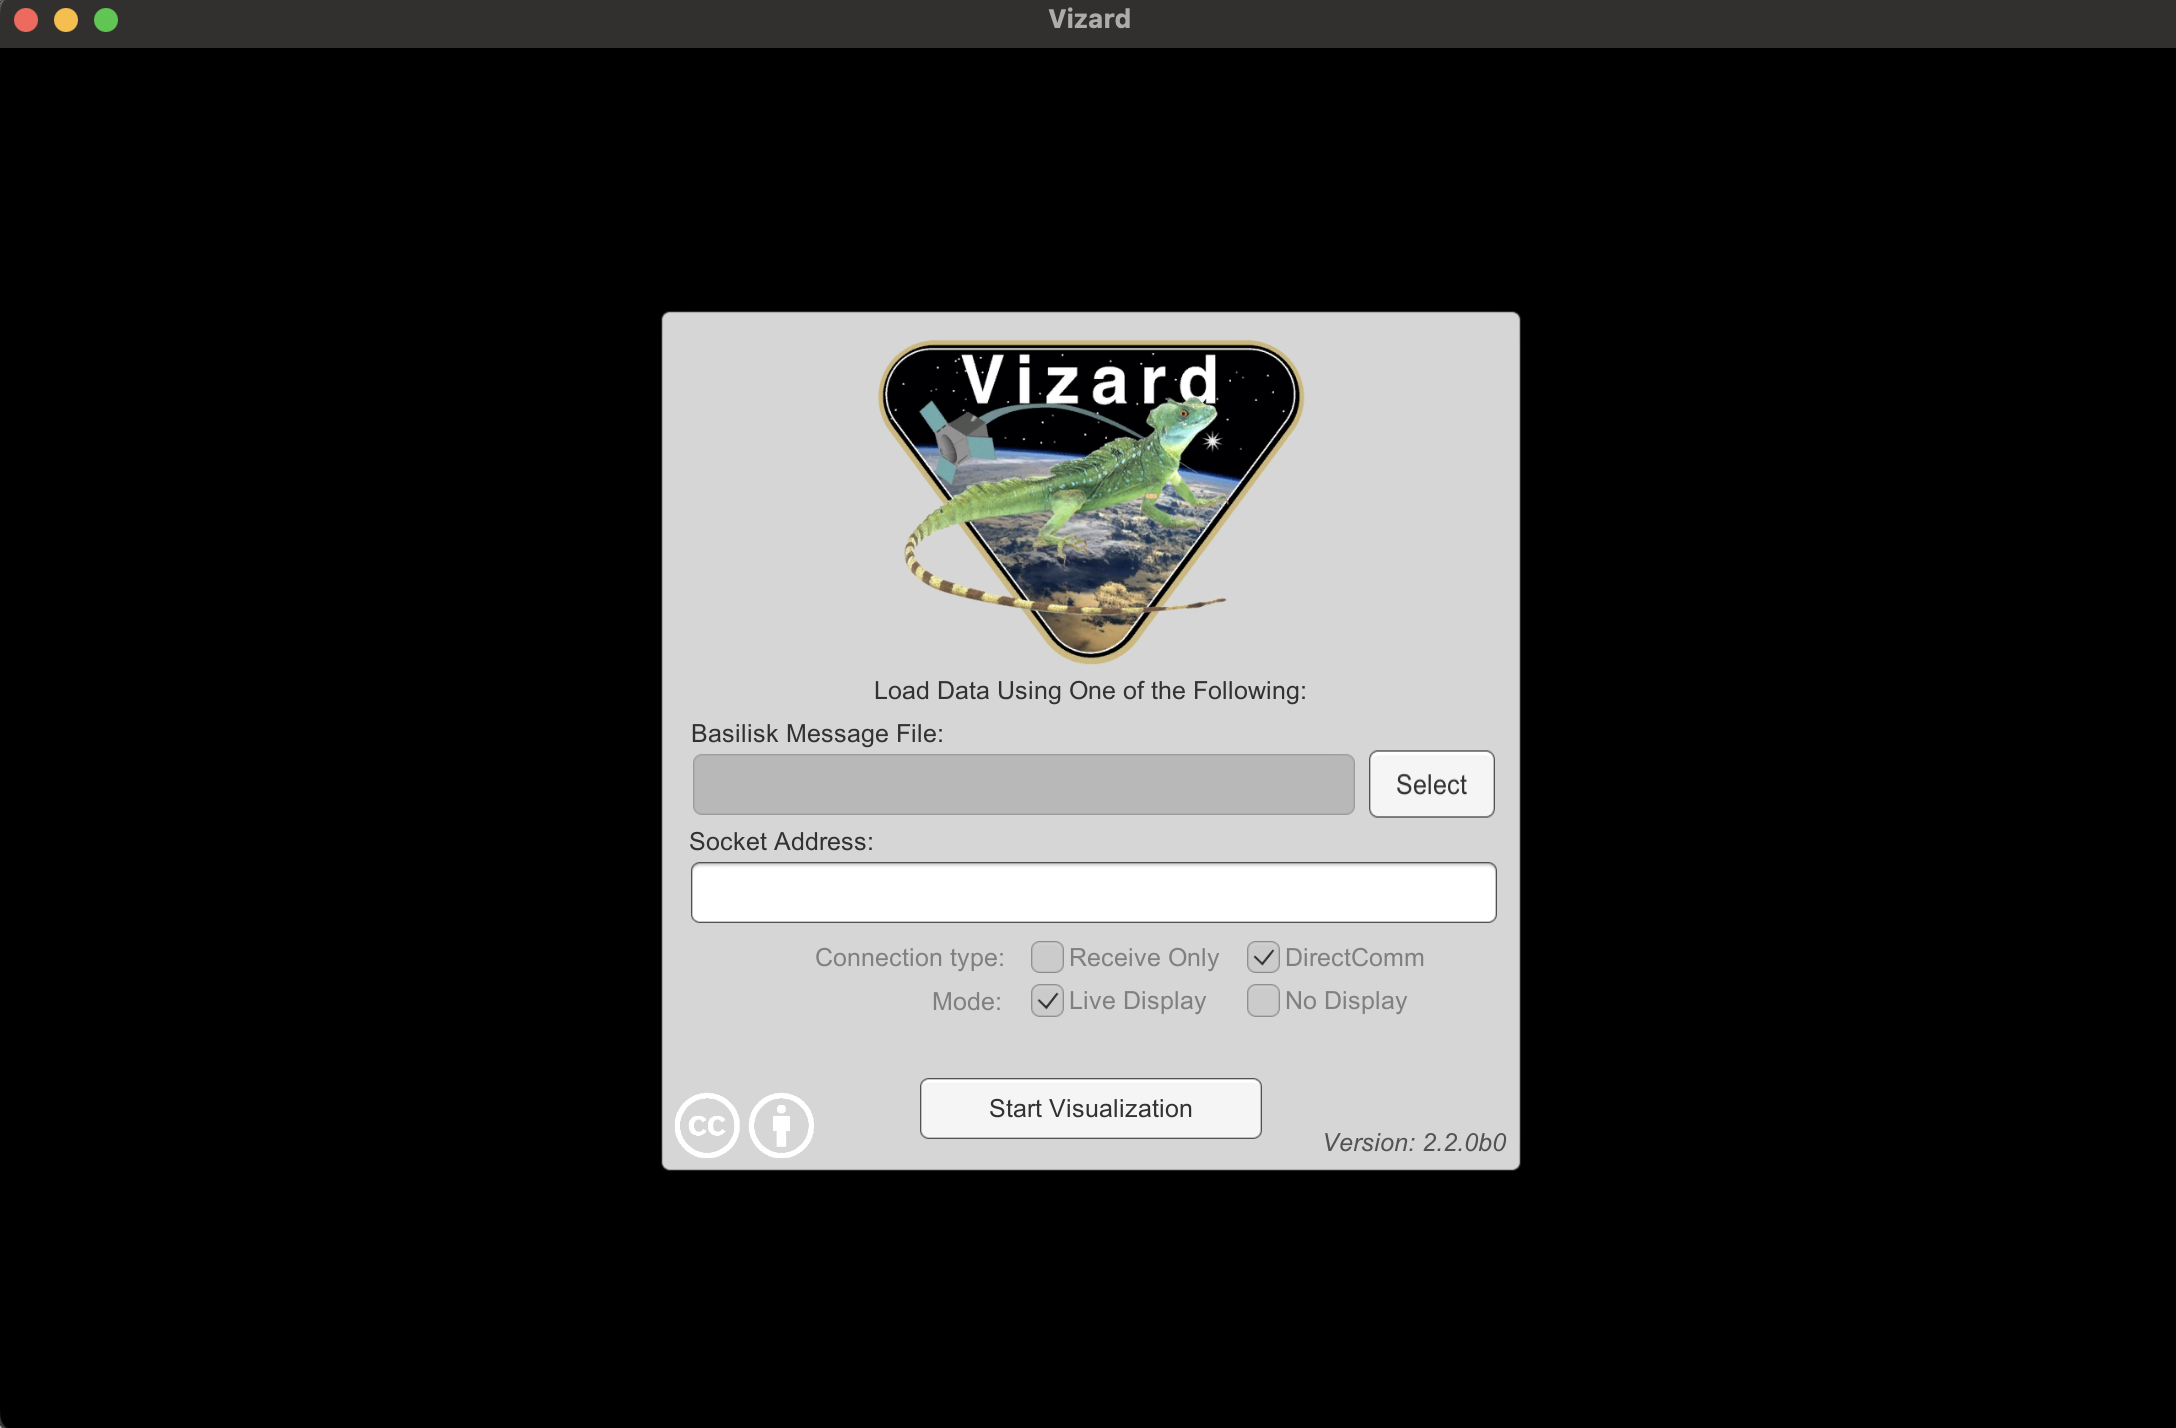 Vizard
Vizard
Load Data Using One of the Following:
Basilisk Message File:
Select
Socket Address:
Connection type: Receive Only DirectComm
Mode: Live Display No Display
Start Visualization
cc
Version: 2.2.0b0